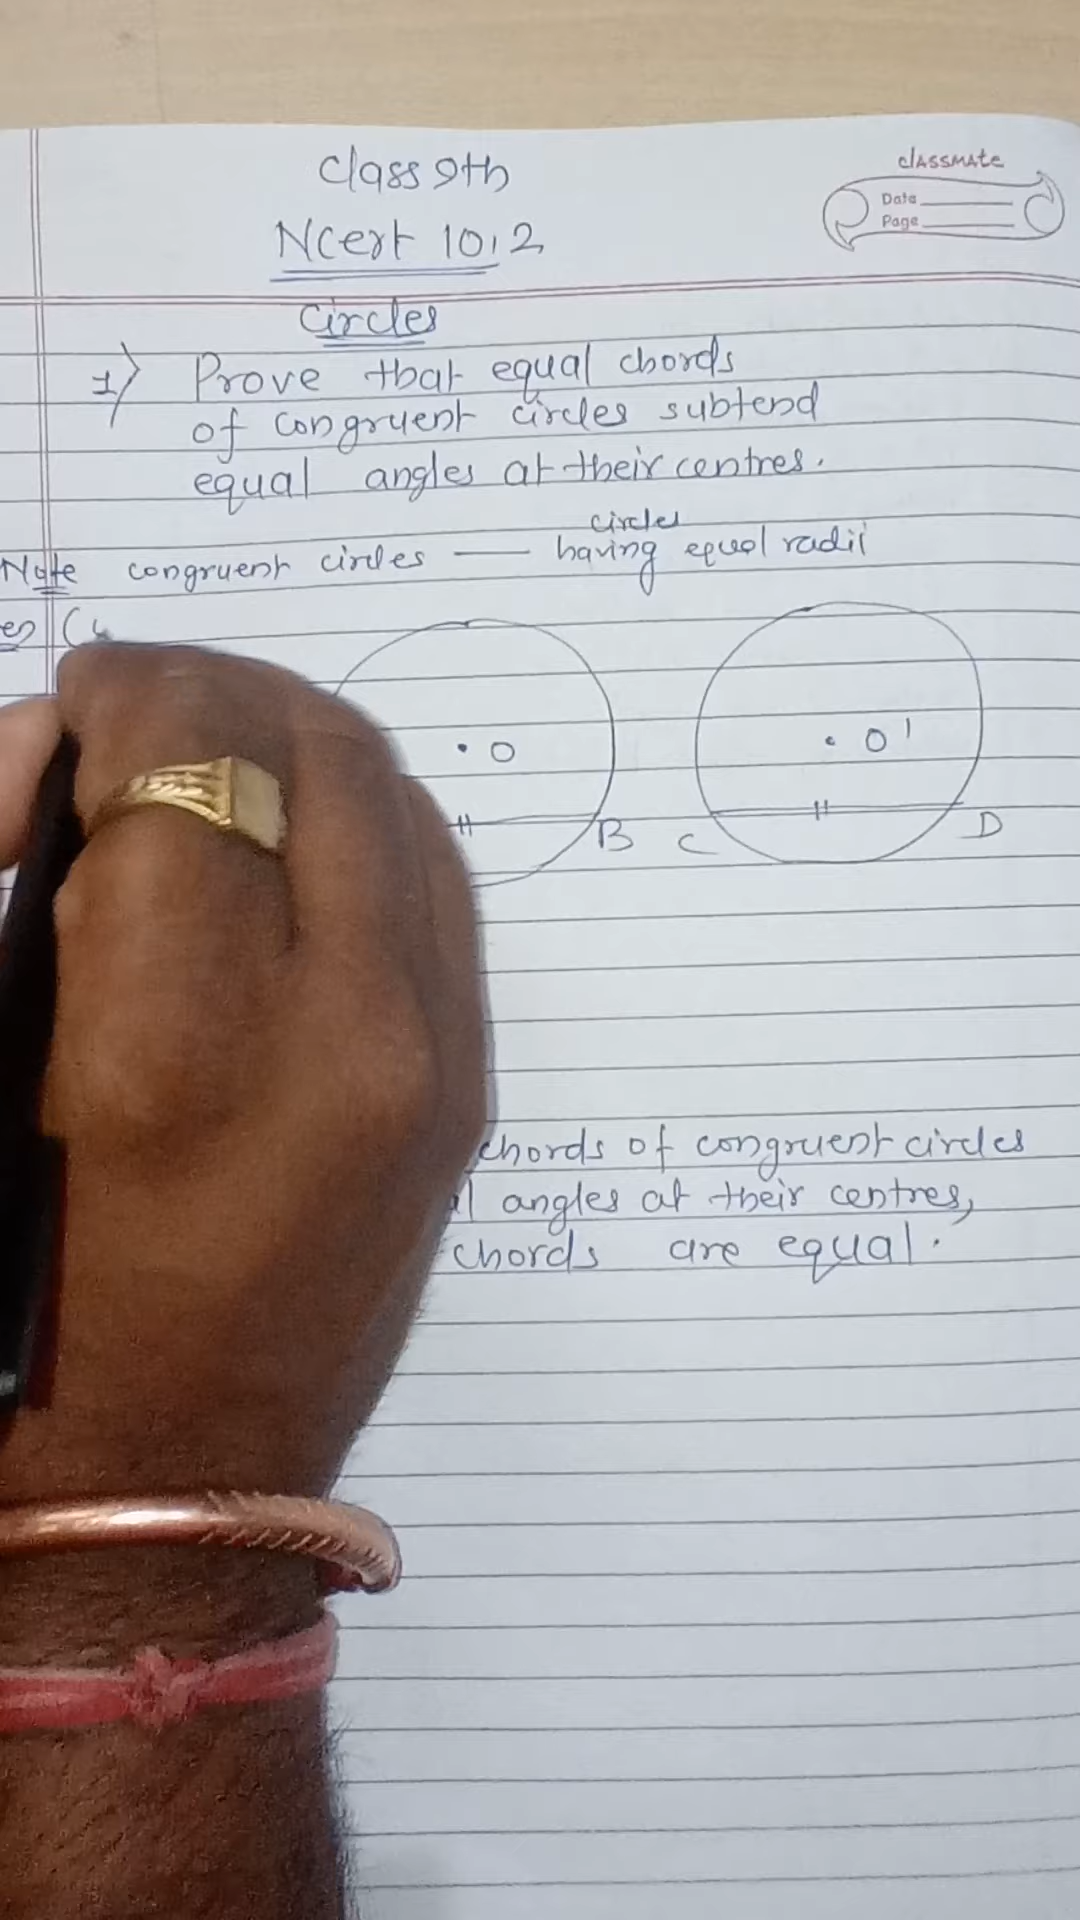 Class 9th
classmate
Date
Page
Ncert 10.2
Circles
1) Prove that equal chords
of congruent circles subtend
equal angles at their centres.
circles
Note congruent circles — having equal radii
O
O'
B
C
D
chords of congruent circles
angles at their centres,
chords are equal.